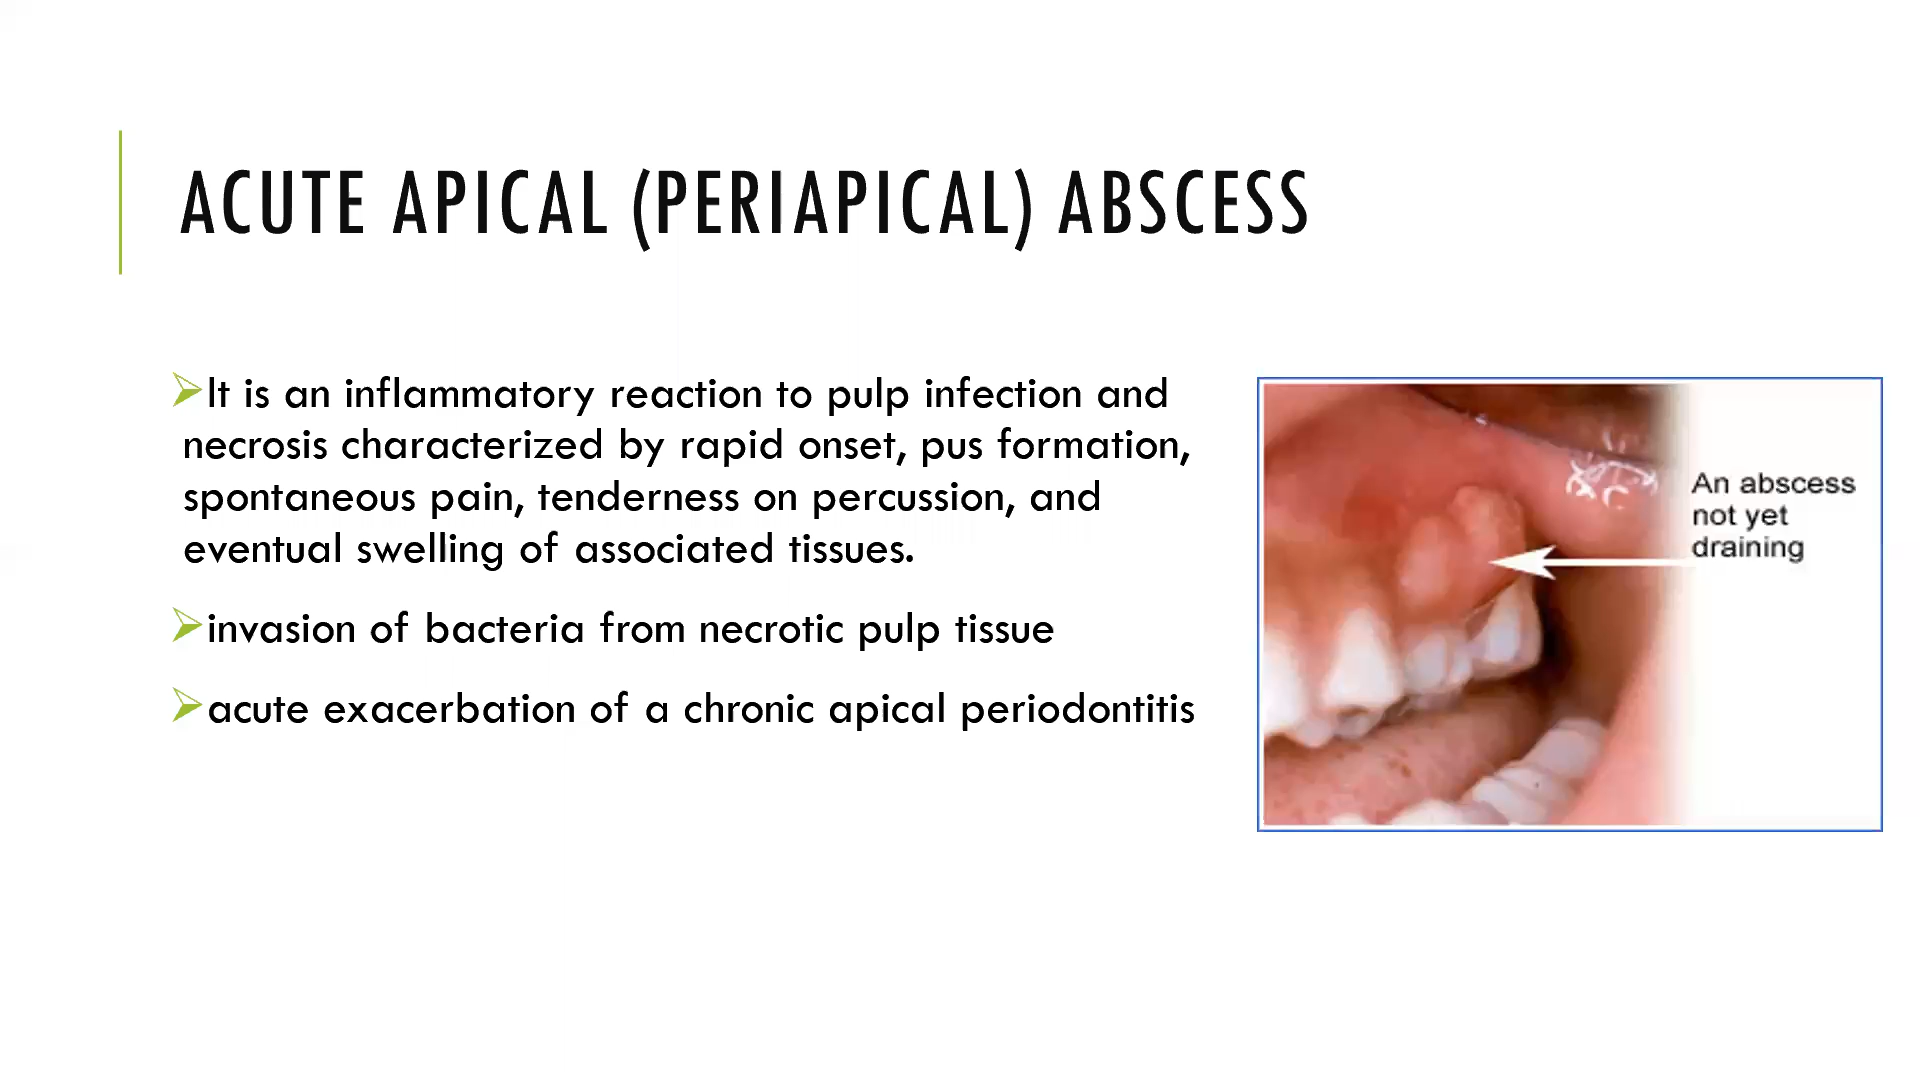 ACUTE APICAL (PERIAPICAL) ABSCESS
It is an inflammatory reaction to pulp infection and
necrosis characterized by rapid onset, pus formation,
spontaneous pain, tenderness on percussion, and
eventual swelling of associated tissues.
invasion of bacteria from necrotic pulp tissue
acute exacerbation of a chronic apical periodontitis
An abscess
not yet
draining